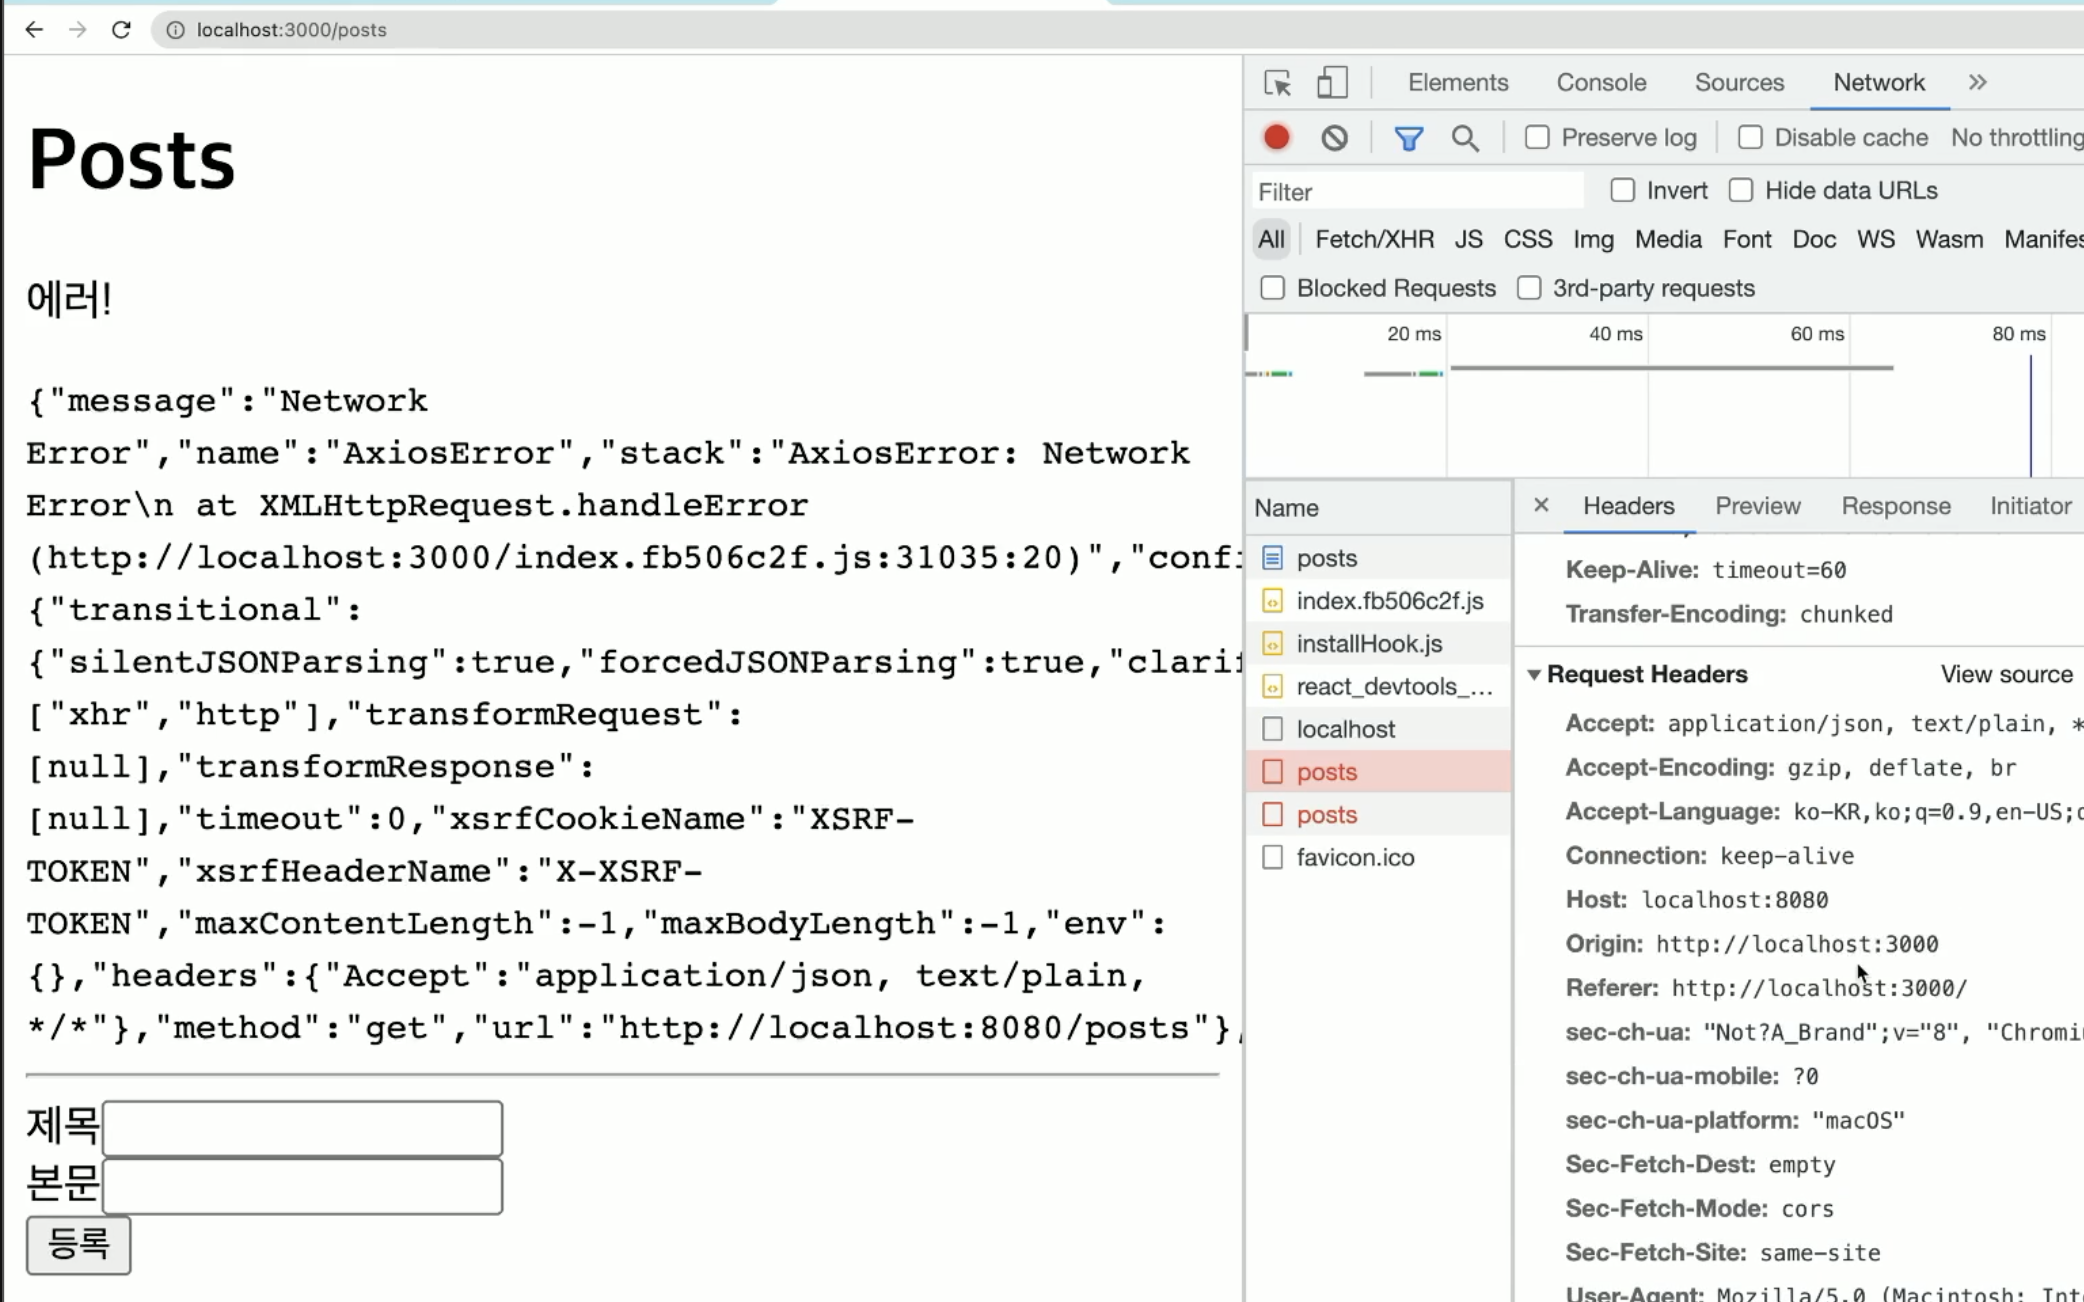 localhost:3000/posts
Posts
에러!
{"message":"Network
Error","name":"AxiosError","stack":"AxiosError: Network
Error\n at XMLHttpRequest.handleError
(http://localhost:3000/index.fb506c2f.js:31035:20)","confi
{"transitional":
{"silentJSONParsing":true,"forcedJSONParsing":true,"clarif
["xhr","http"],"transformRequest":
[null],"transformResponse":
[null],"timeout":0,"xsrfCookieName":"XSRF-
TOKEN","xsrfHeaderName":"X-XSRF-
TOKEN","maxContentLength":-1,"maxBodyLength":-1,"env":
{},"headers":{"Accept":"application/json, text/plain,
*/*"},"method":"get","url":"http://localhost:8080/posts"},
제목
본문
등록
Elements Console Sources Network
Preserve log Disable cache No throttling
Filter Invert Hide data URLs
All Fetch/XHR JS CSS Img Media Font Doc WS Wasm Manifes
Blocked Requests 3rd-party requests
20 ms 40 ms 60 ms 80 ms
Name
posts
index.fb506c2f.js
installHook.js
react_devtools_...
localhost
posts
posts
favicon.ico
Headers Preview Response Initiator
Keep-Alive: timeout=60
Transfer-Encoding: chunked
Request Headers View source
Accept: application/json, text/plain, *
Accept-Encoding: gzip, deflate, br
Accept-Language: ko-KR,ko;q=0.9,en-US;q
Connection: keep-alive
Host: localhost:8080
Origin: http://localhost:3000
Referer: http://localhost:3000/
sec-ch-ua: "Not?A_Brand";v="8", "Chromi
sec-ch-ua-mobile: ?0
sec-ch-ua-platform: "macOS"
Sec-Fetch-Dest: empty
Sec-Fetch-Mode: cors
Sec-Fetch-Site: same-site
User-Agent: Mozilla/5.0 (Macintosh; Int